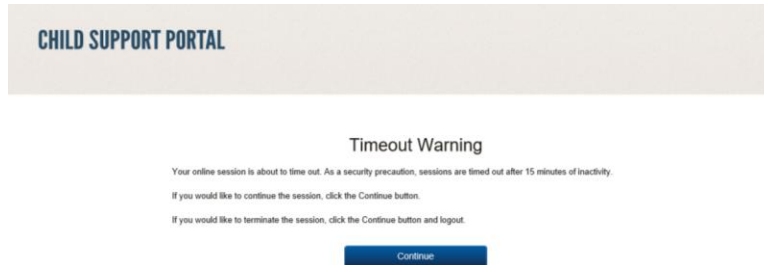 CHILD SUPPORT PORTAL
Timeout Warning
Your online session is about to time out. As a security precaution, sessions are timed out after 15 minutes of inactivity.
If you would like to continue the session, click the Continue button.
If you would like to terminate the session, click the Continue button and logout.
Continue